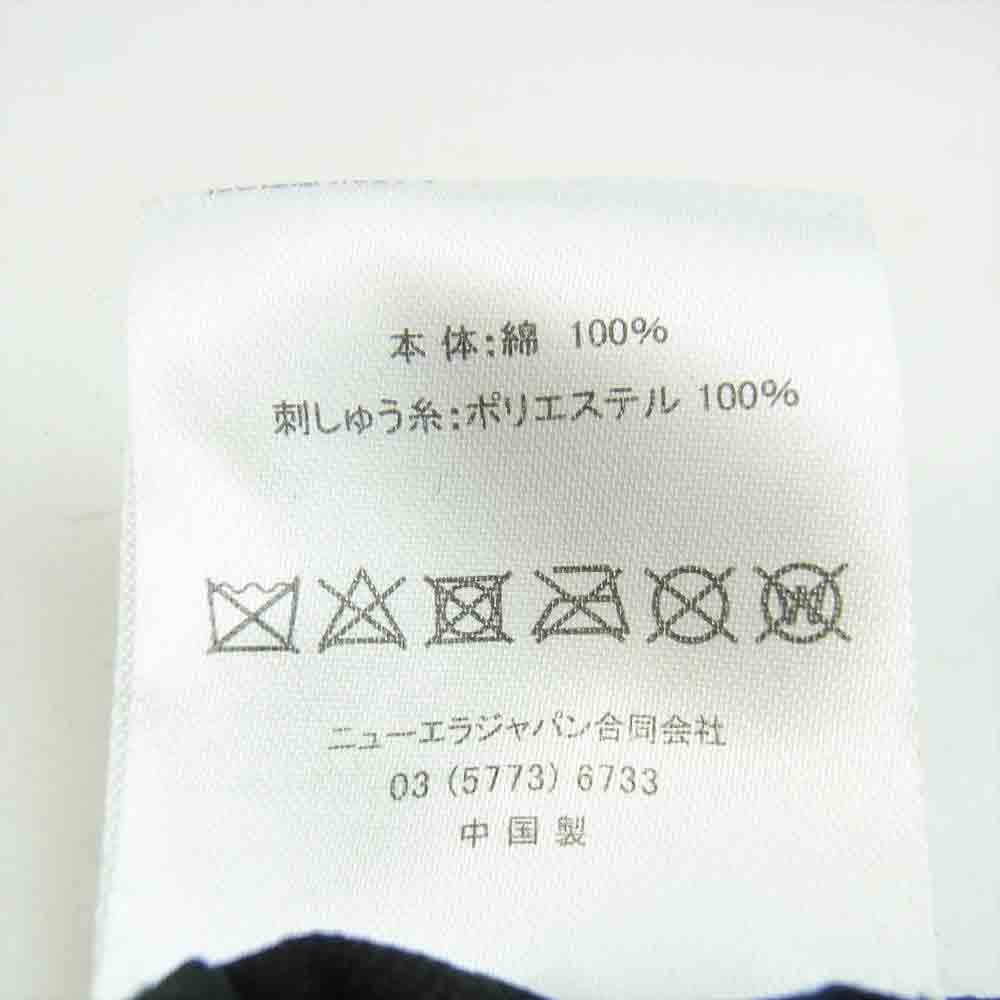 本体:綿 100%
刺しゅう糸:ポリエステル 100%
ニューエラジャパン合同会社
03 (5773) 6733
中国製